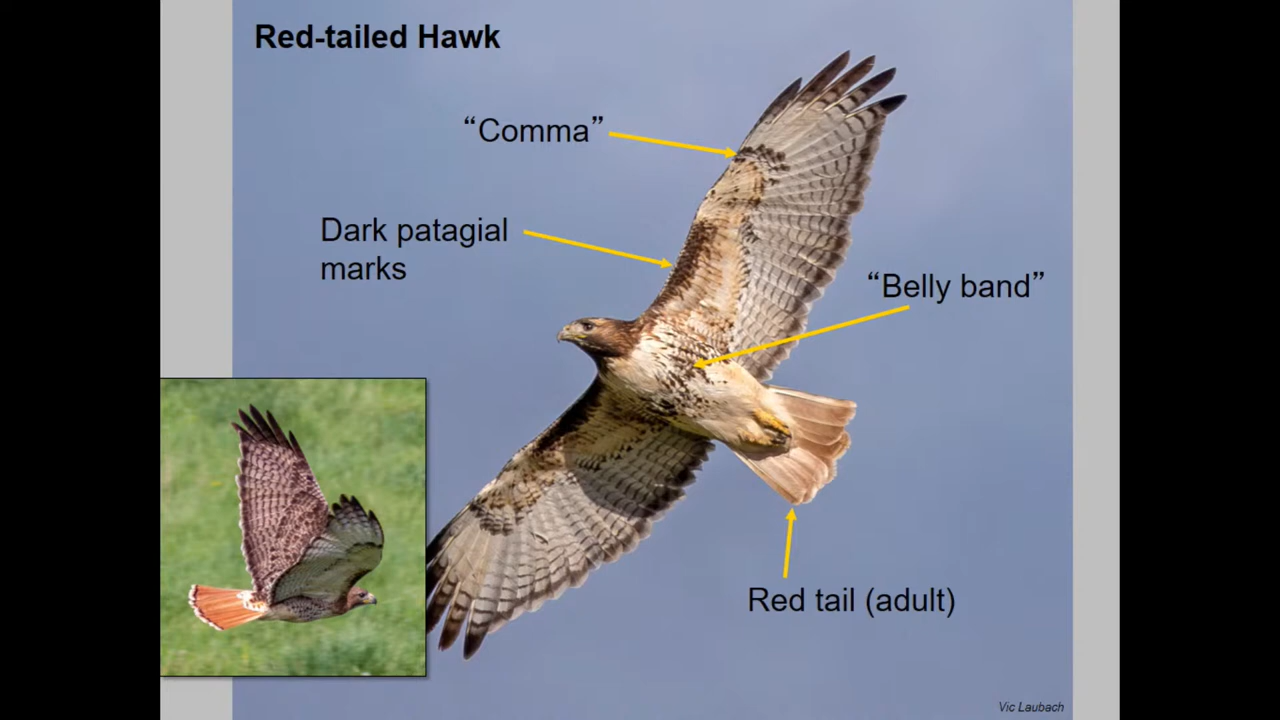 Red-tailed Hawk
“Comma”
Dark patagial
marks
“Belly band”
Red tail (adult)
Vic Laubach